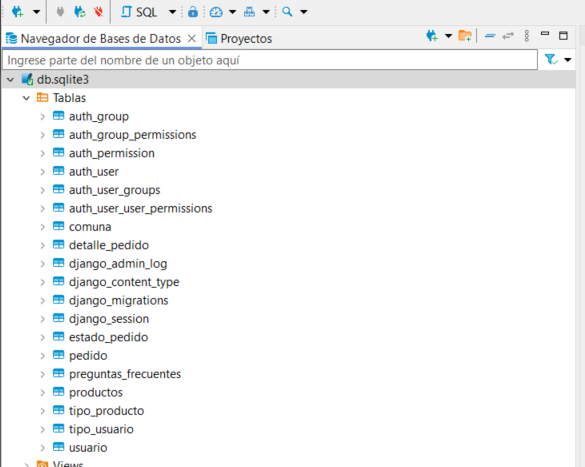 SQL
Navegador de Bases de Datos
Proyectos
Ingrese parte del nombre de un objeto aquí
db.sqlite3
Tablas
auth_group
auth_group_permissions
auth_permission
auth_user
auth_user_groups
auth_user_user_permissions
comuna
detalle_pedido
django_admin_log
django_content_type
django_migrations
django_session
estado_pedido
pedido
preguntas_frecuentes
productos
tipo_producto
tipo_usuario
usuario
Views